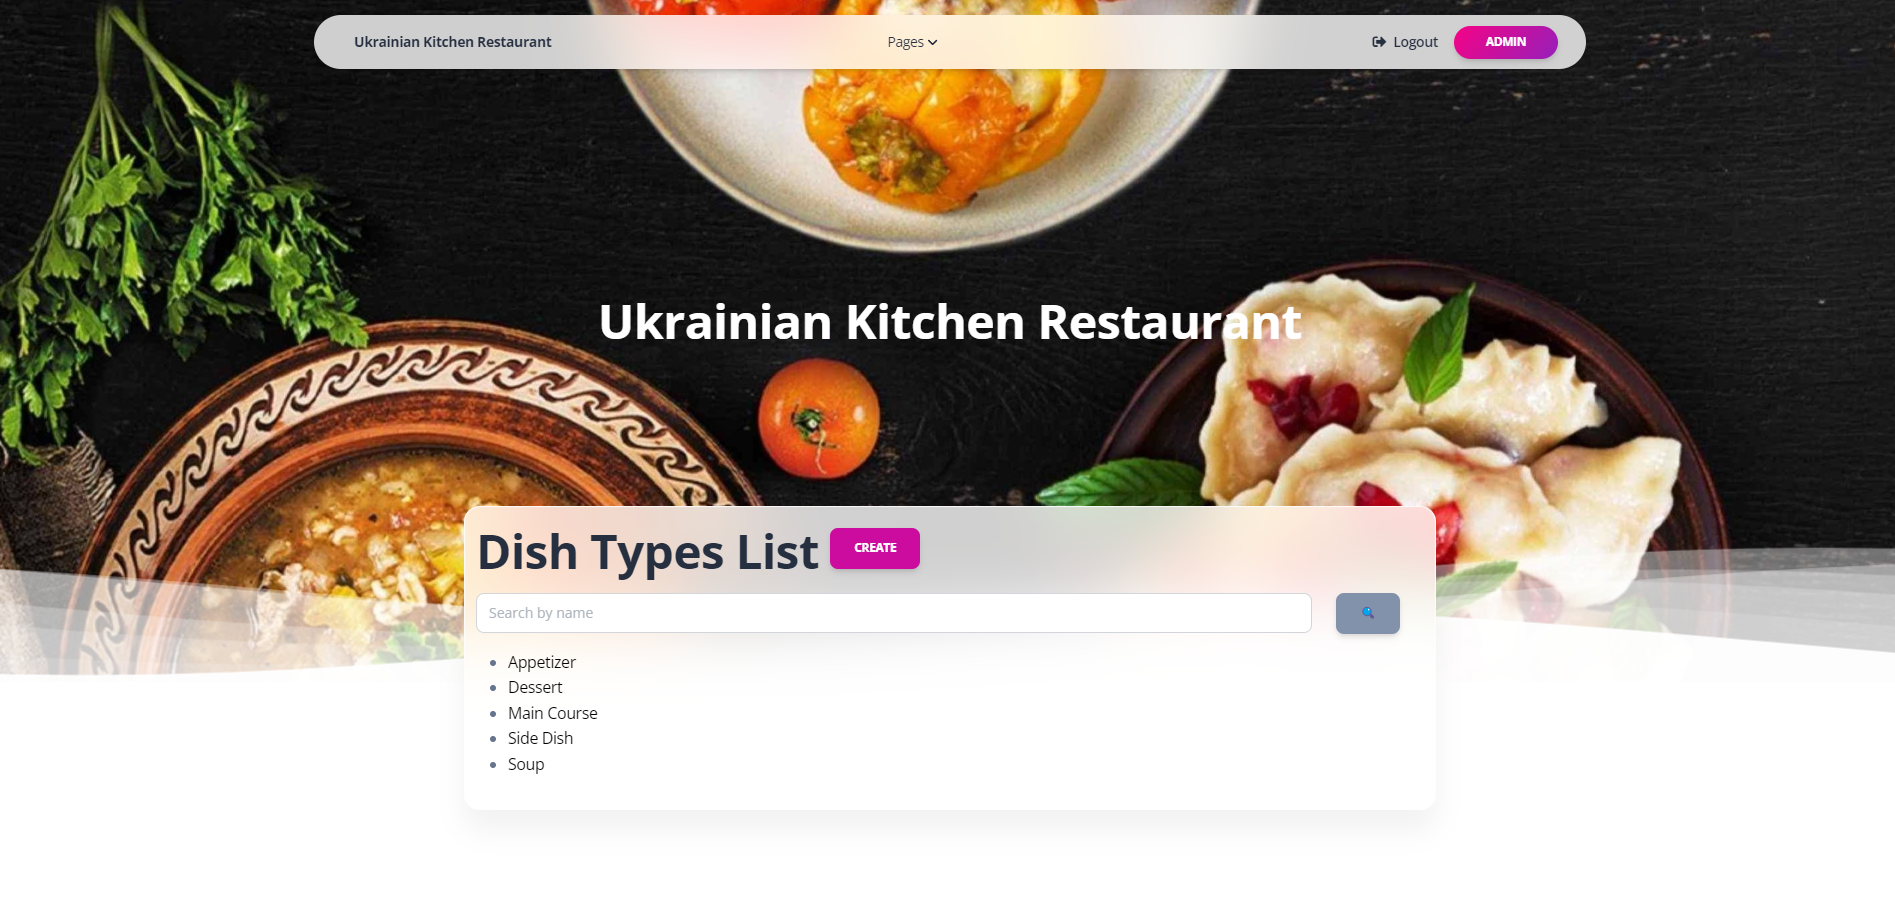 Ukrainian Kitchen Restaurant
Pages
Logout
ADMIN
Ukrainian Kitchen Restaurant
Dish Types List
CREATE
Search by name
Appetizer
Dessert
Main Course
Side Dish
Soup